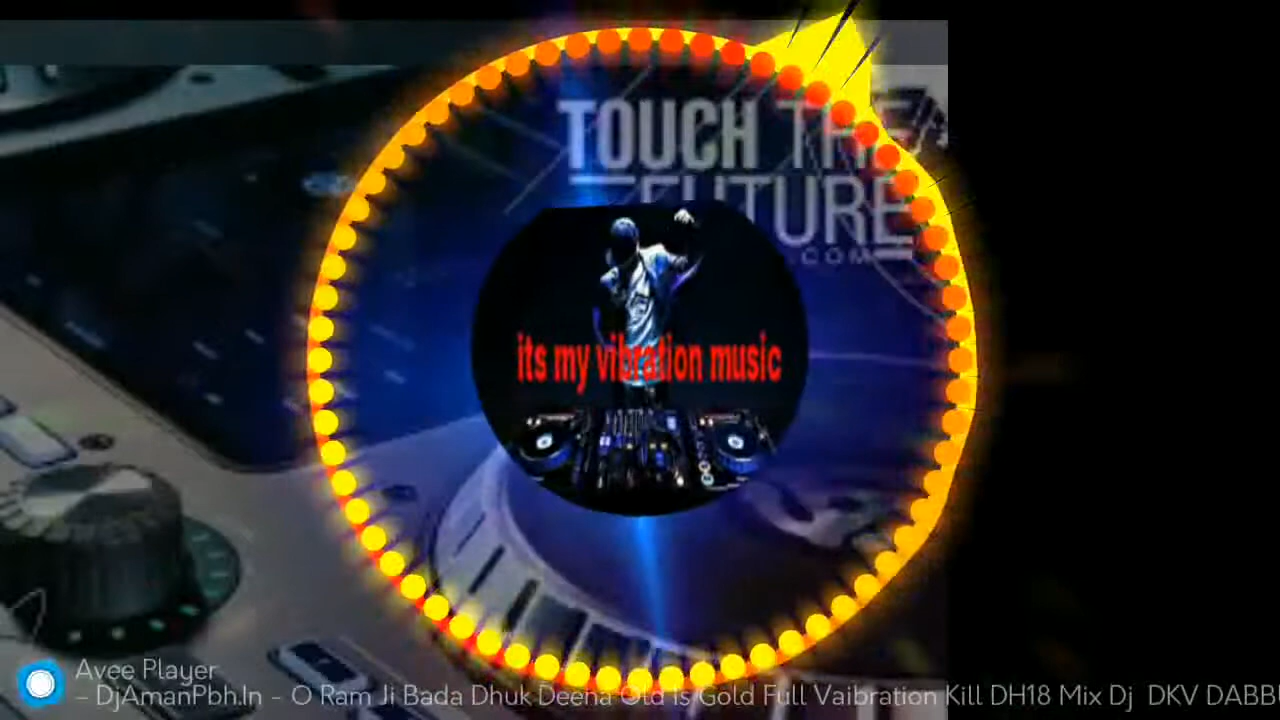 TOUCH THE
FUTURE
.COM
its my vibration music
Avee Player
– DjAmanPbh.In - O Ram Ji Bada Dhuk Deena Old is Gold Full Vaibration Kill DH18 Mix Dj DKV DABB